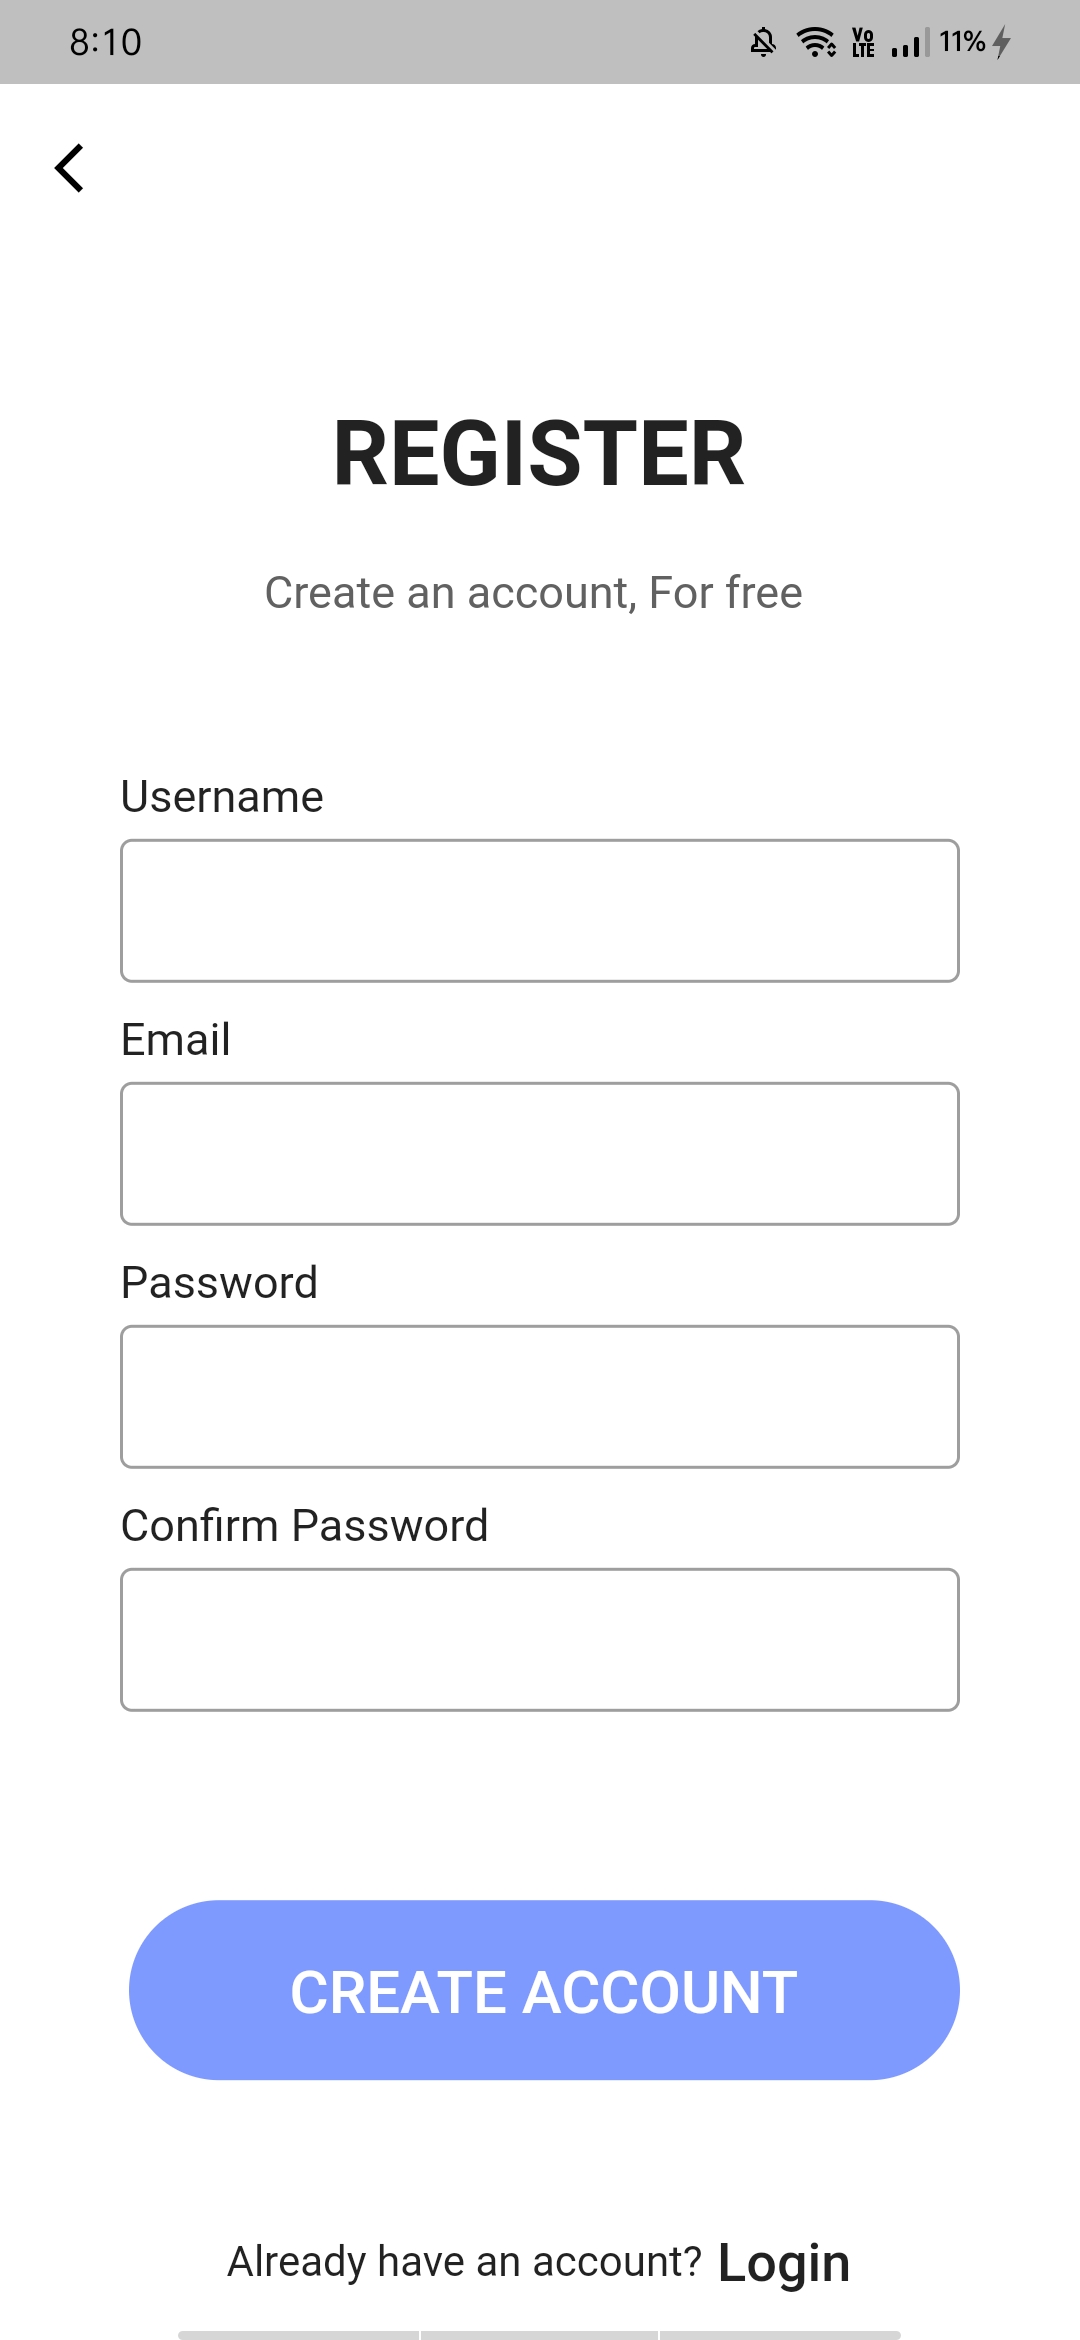 8:10 Vo LTE 11%
REGISTER
Create an account, For free
Username
Email
Password
Confirm Password
CREATE ACCOUNT
Already have an account? Login